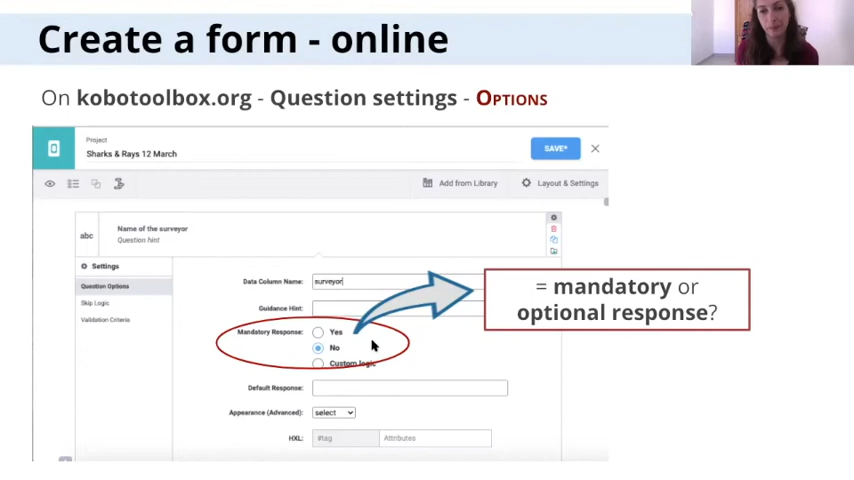 Create a form - online
On kobotoolbox.org - Question settings - OPTIONS
Project
Sharks & Rays 12 March
SAVE*
Add from Library
Layout & Settings
abc
Name of the surveyor
Question hint
Settings
Question Options
Skip Logic
Validation Criteria
Data Column Name:
surveyor
Guidance Hint:
Mandatory Response:
Yes
No
Custom logic
Default Response:
Appearance (Advanced):
select
HXL:
#tag
Attributes
= mandatory or
optional response?